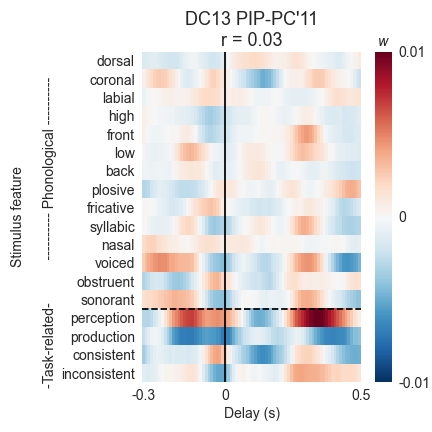 DC13 PIP-PC'11
r = 0.03
w
dorsal
coronal
labial
high
front
low
back
plosive
fricative
syllabic
nasal
voiced
obstruent
sonorant
perception
production
consistent
inconsistent
Stimulus feature
---------- Phonological ----------
-Task-related-
-0.3
0
0.5
Delay (s)
0.01
0
-0.01